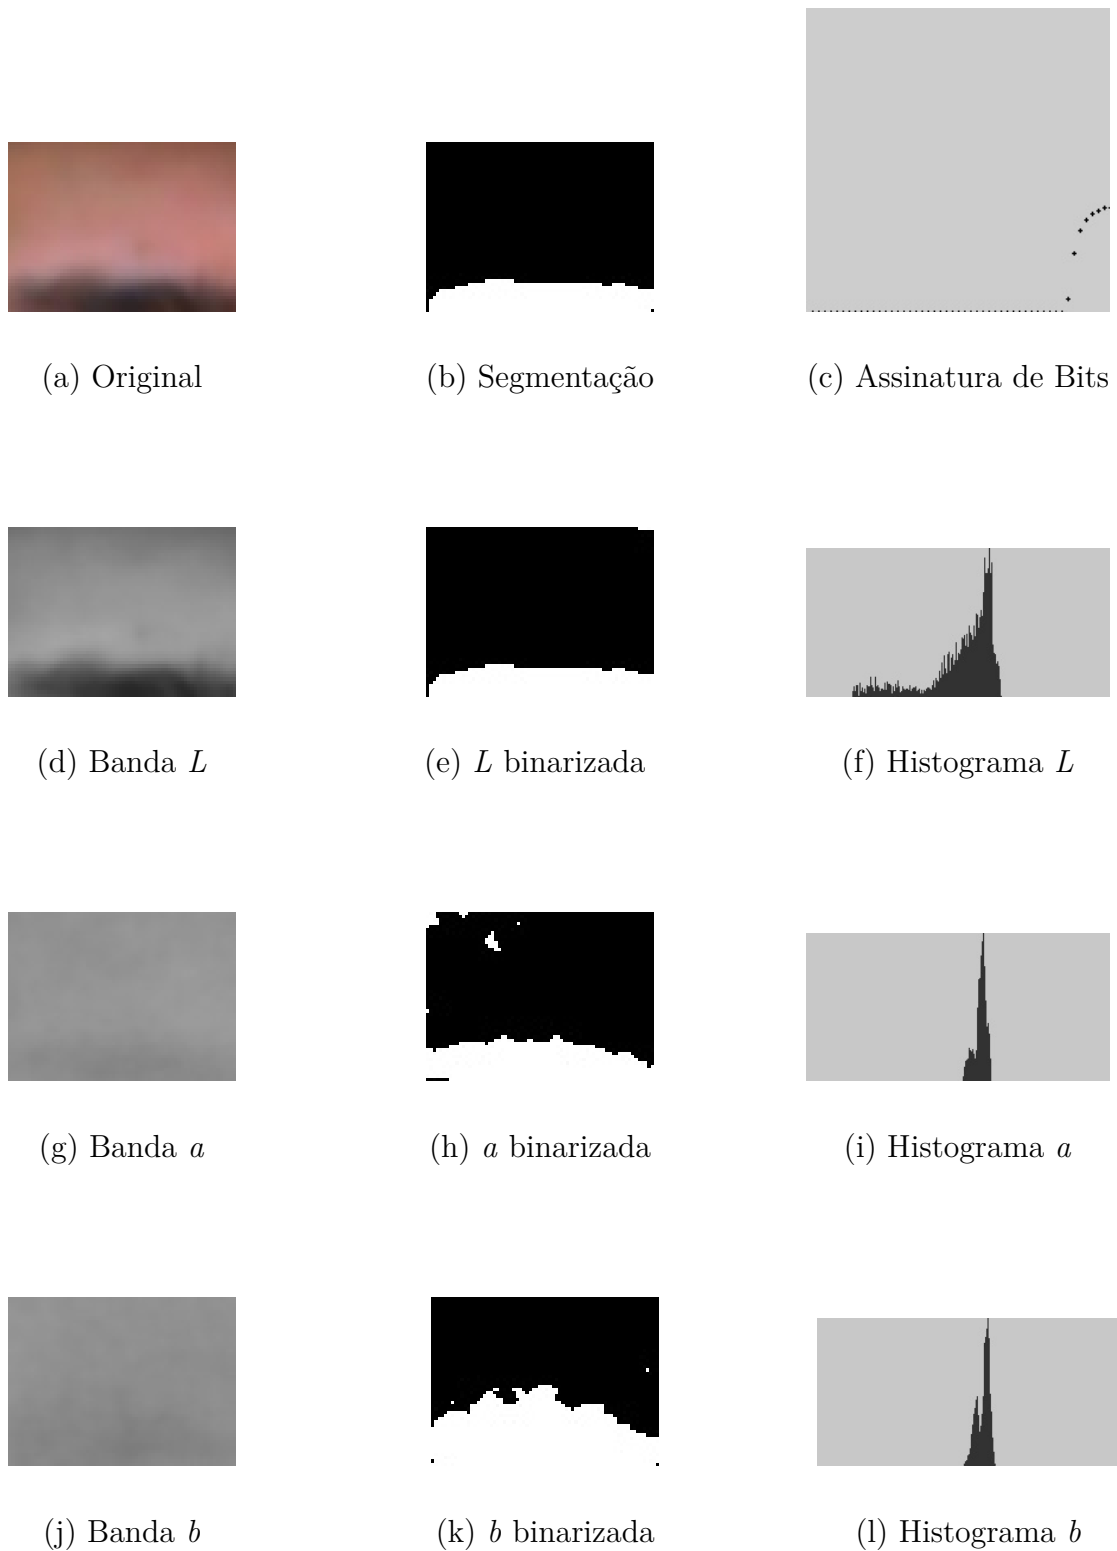 (a) Original
(b) Segmentação
(c) Assinatura de Bits
(d) Banda L
(e) L binarizada
(f) Histograma L
(g) Banda a
(h) a binarizada
(i) Histograma a
(j) Banda b
(k) b binarizada
(l) Histograma b